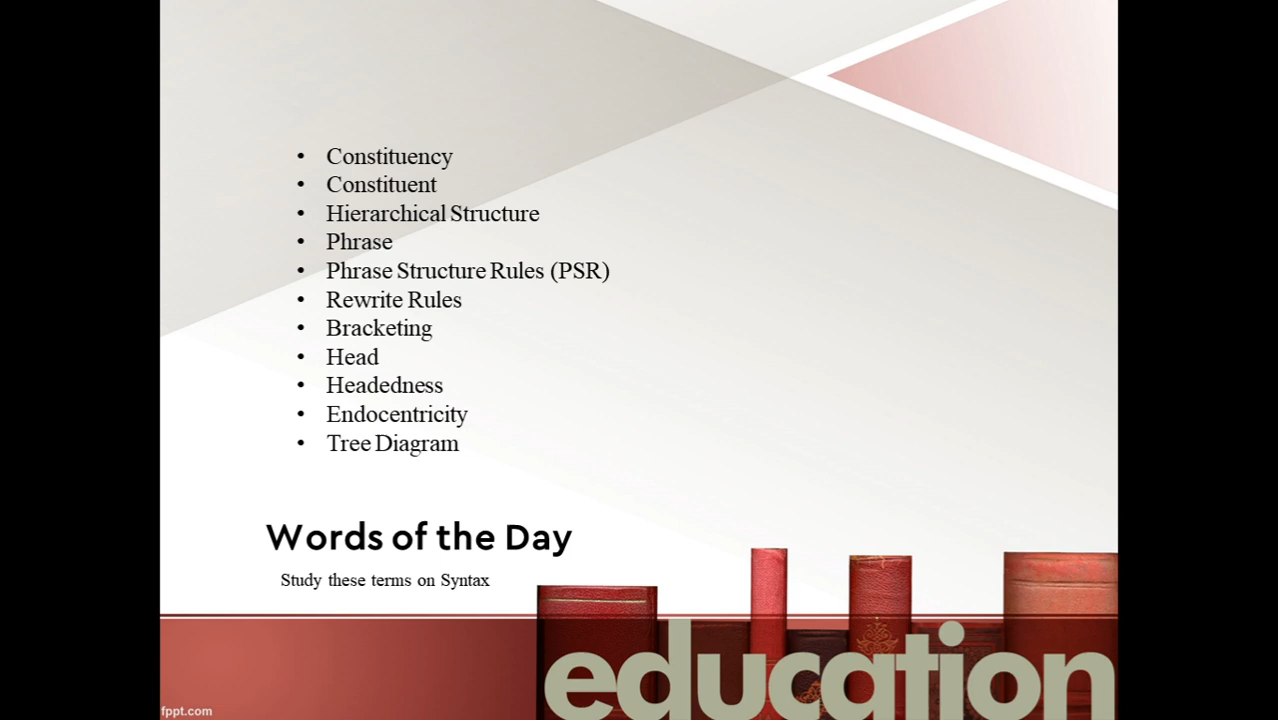 • Constituency
• Constituent
• Hierarchical Structure
• Phrase
• Phrase Structure Rules (PSR)
• Rewrite Rules
• Bracketing
• Head
• Headedness
• Endocentricity
• Tree Diagram
Words of the Day
Study these terms on Syntax
education
fppt.com